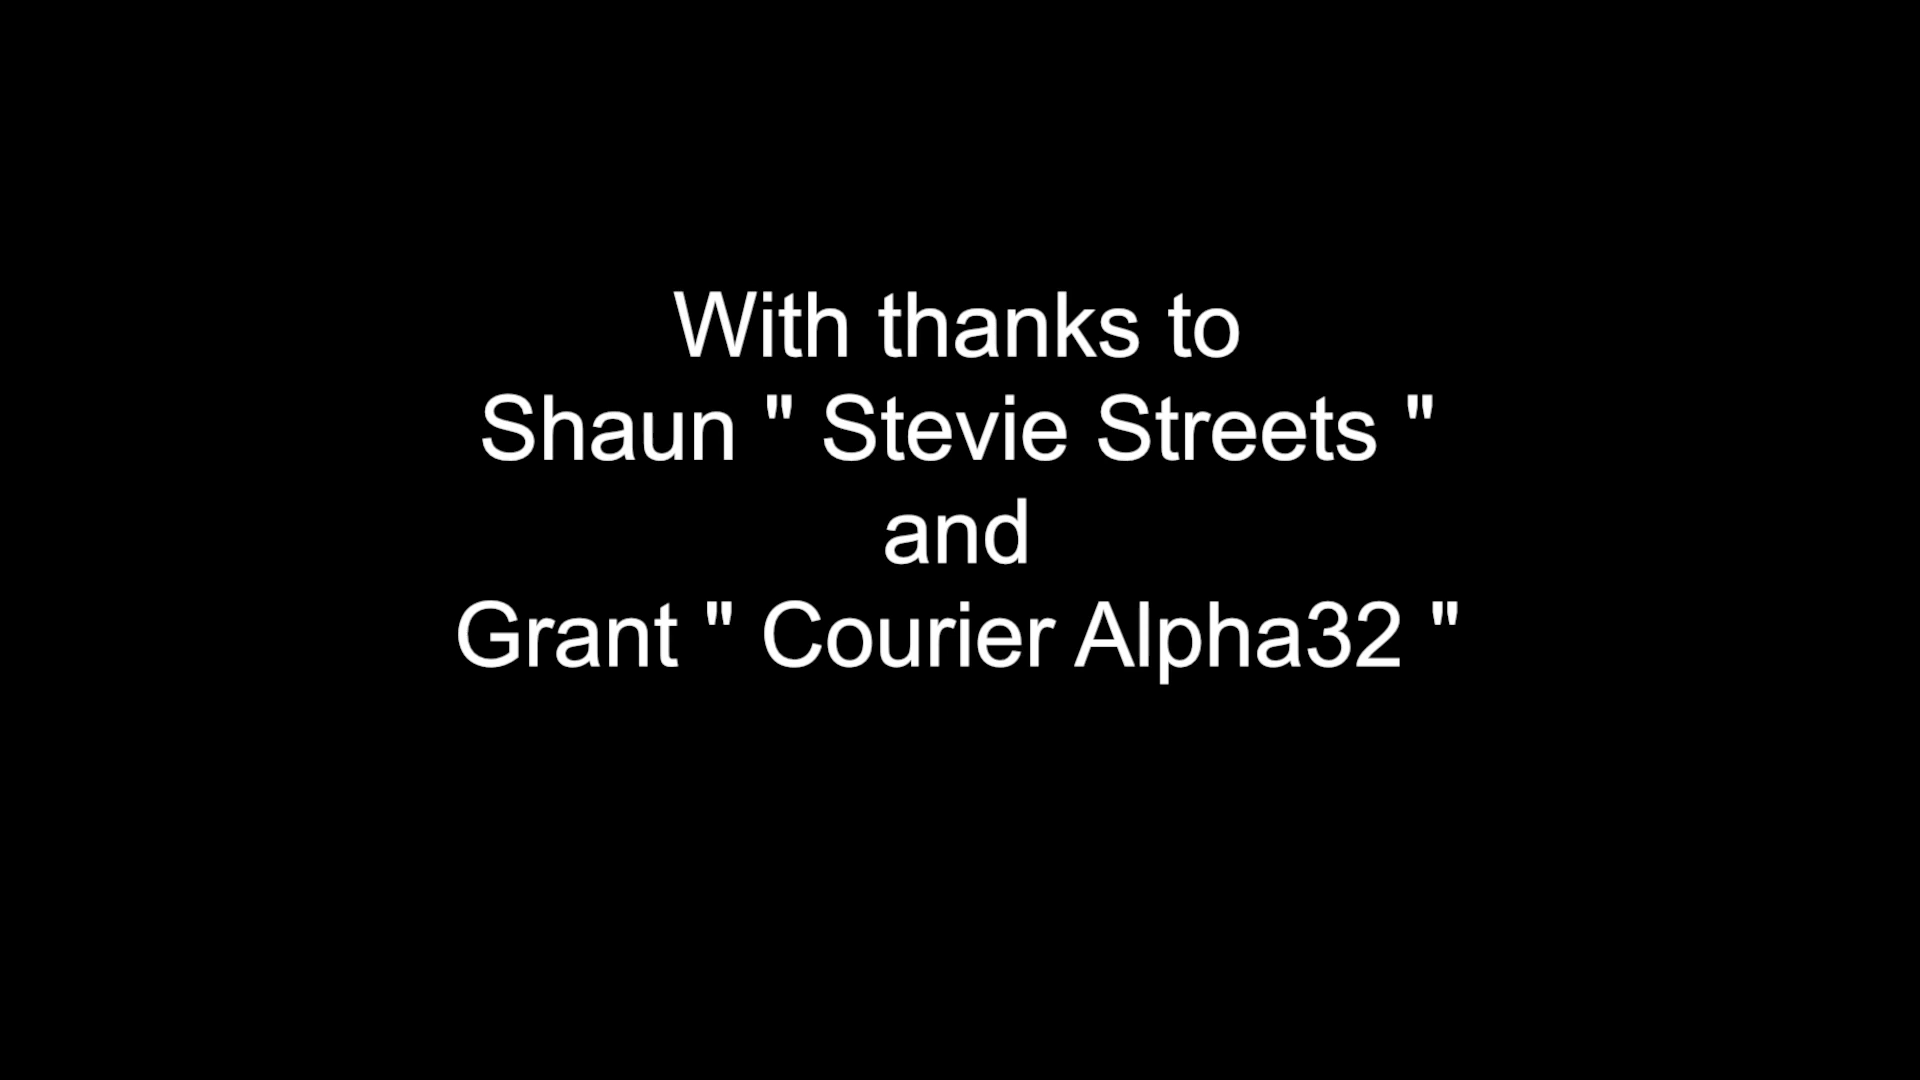 With thanks to
Shaun " Stevie Streets "
and
Grant " Courier Alpha32 "